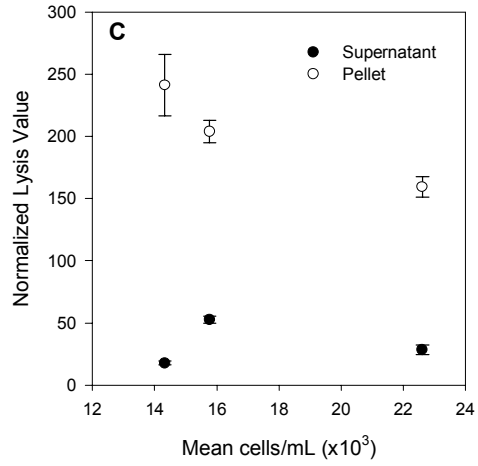 C
Supernatant
Pellet
Normalized Lysis Value
300
250
200
150
100
50
0
12 14 16 18 20 22 24
Mean cells/mL (x10³)